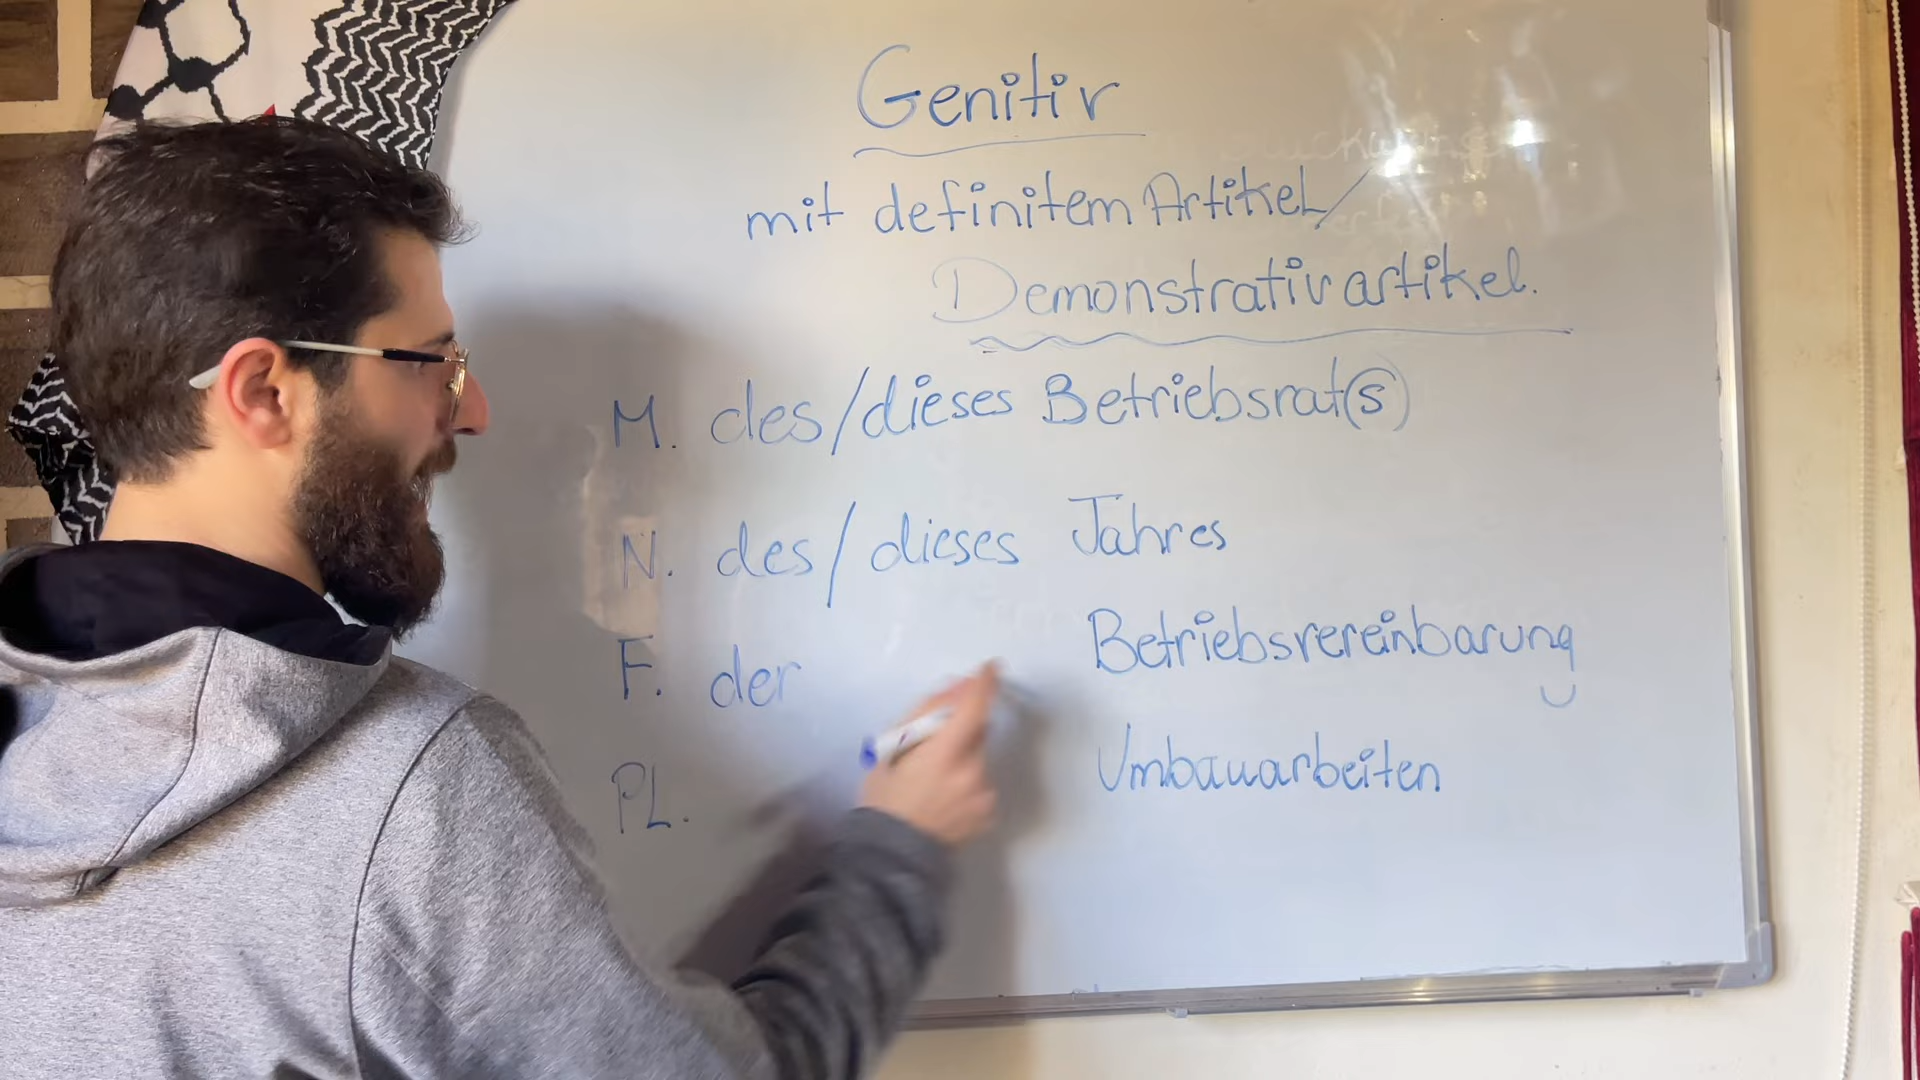 Genitiv
mit definitem Artikel/
Demonstrativartikel.
M. des/dieses Betriebsrat(s)
N. des/dieses Jahres
F. der Betriebsvereinbarung
PL. Umbauarbeiten